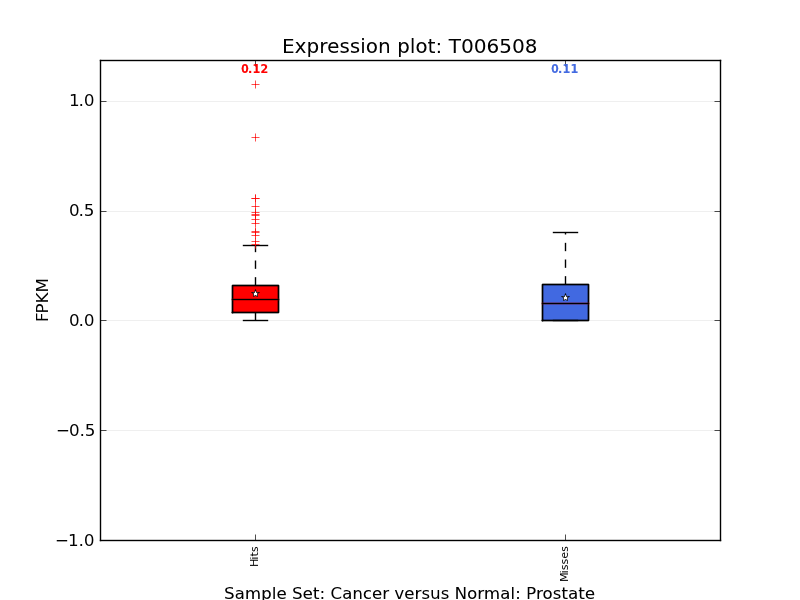 Expression plot: T006508
0.12
0.11
1.0
0.5
0.0
−0.5
−1.0
FPKM
Hits
Misses
Sample Set: Cancer versus Normal: Prostate